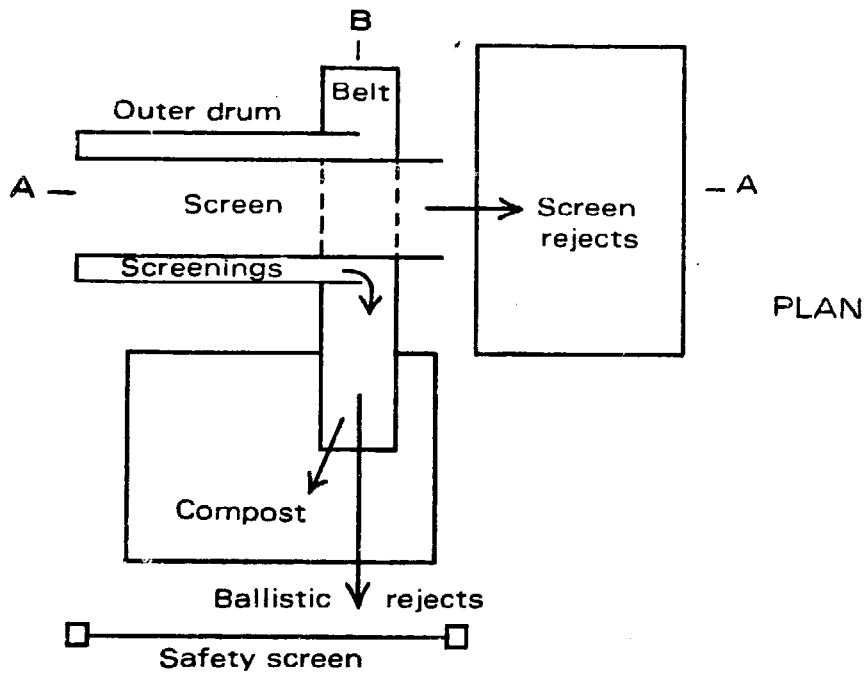 B
Belt
Outer drum
A
A
Screen
Screen
rejects
Screenings
PLAN
Compost
Ballistic rejects
Safety screen